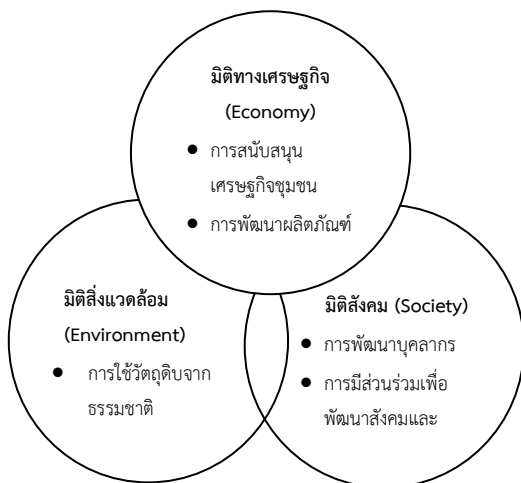 มิติทางเศรษฐกิจ
(Economy)
● การสนับสนุน
เศรษฐกิจชุมชน
● การพัฒนาผลิตภัณฑ์
มิติสิ่งแวดล้อม
(Environment)
● การใช้วัตถุดิบจาก
ธรรมชาติ
มิติสังคม (Society)
● การพัฒนาบุคลากร
● การมีส่วนร่วมเพื่อ
พัฒนาสังคมและ